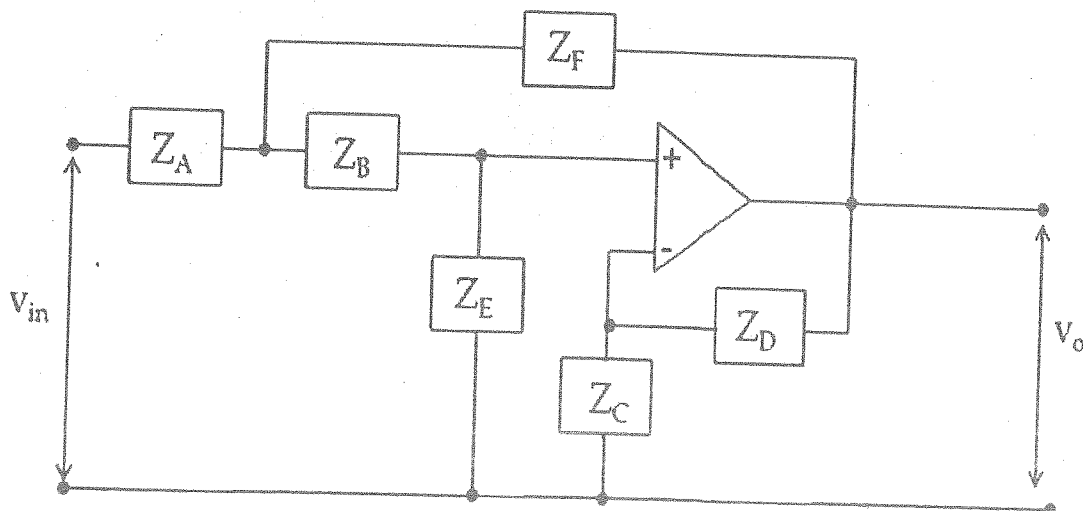 Z_F
Z_A
Z_B
+
-
Z_E
Z_D
Z_C
V_in
V_o